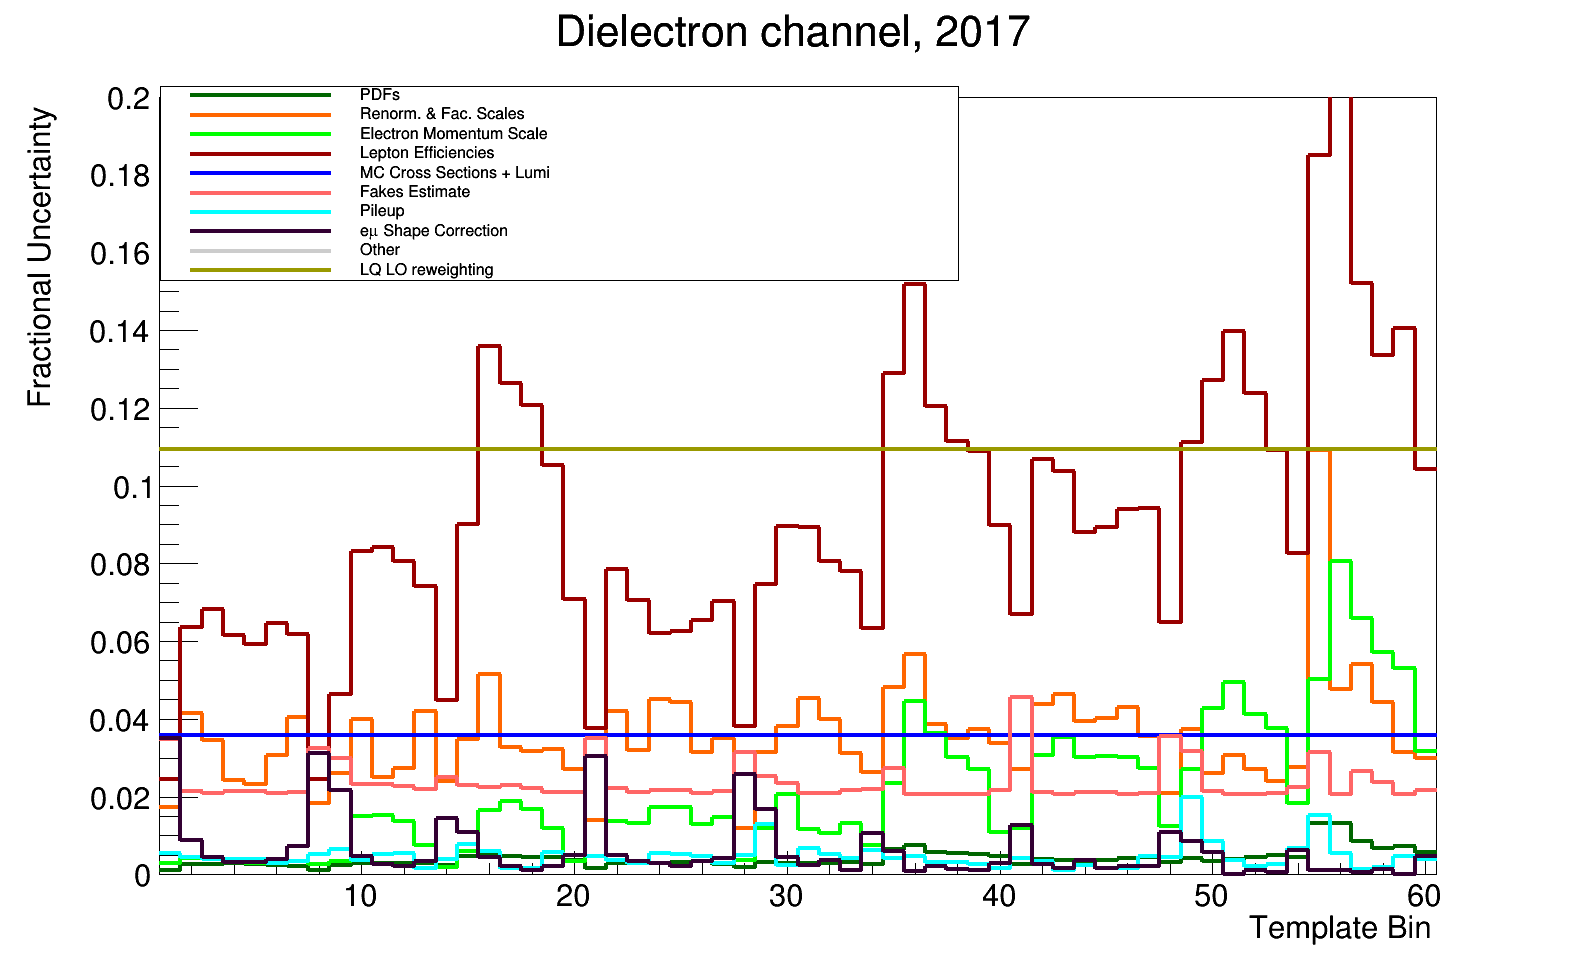 Dielectron channel, 2017
Fractional Uncertainty
0.2
0.18
0.16
0.14
0.12
0.1
0.08
0.06
0.04
0.02
0
PDFs
Renorm. & Fac. Scales
Electron Momentum Scale
Lepton Efficiencies
MC Cross Sections + Lumi
Fakes Estimate
Pileup
eμ Shape Correction
Other
LQ LO reweighting
10 20 30 40 50 60
Template Bin